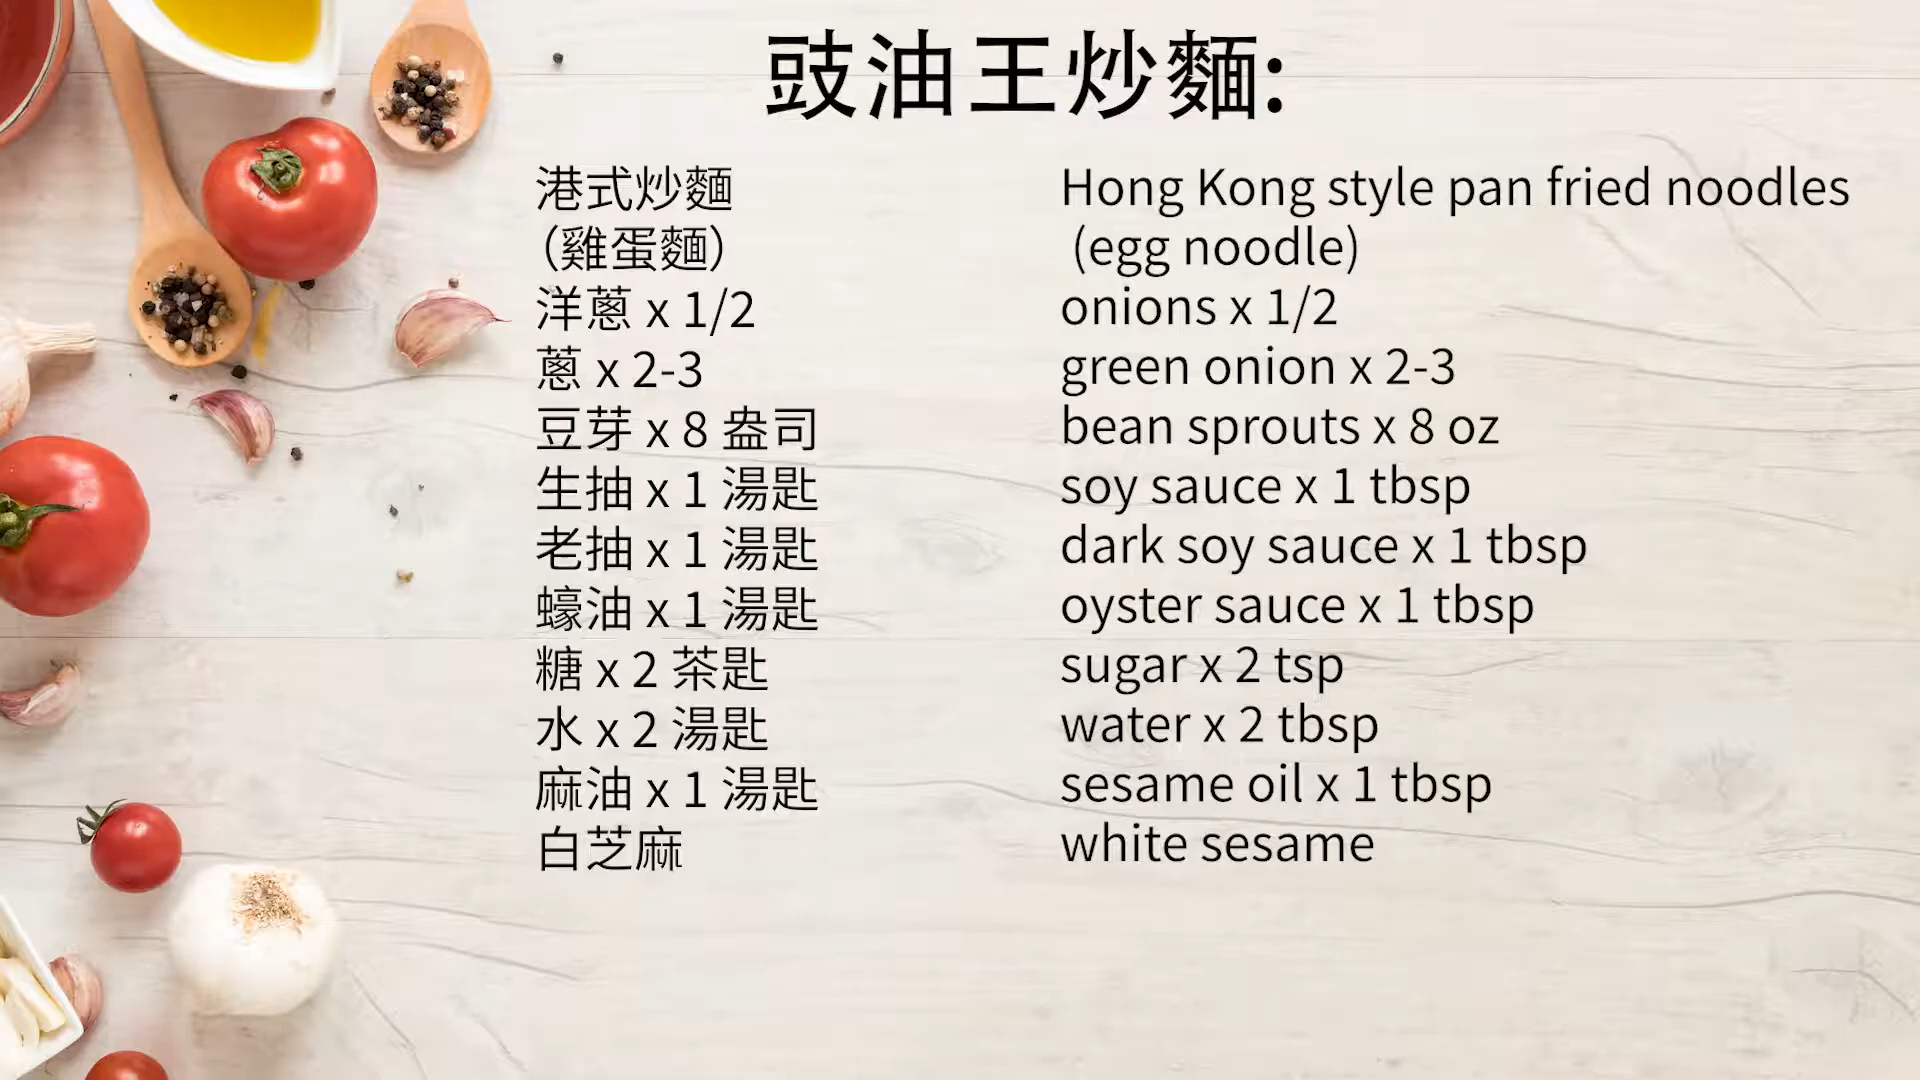 豉油王炒麵:
港式炒麵
(雞蛋麵)
洋蔥 x 1/2
蔥 x 2-3
豆芽 x 8 盎司
生抽 x 1 湯匙
老抽 x 1 湯匙
蠔油 x 1 湯匙
糖 x 2 茶匙
水 x 2 湯匙
麻油 x 1 湯匙
白芝麻
Hong Kong style pan fried noodles
(egg noodle)
onions x 1/2
green onion x 2-3
bean sprouts x 8 oz
soy sauce x 1 tbsp
dark soy sauce x 1 tbsp
oyster sauce x 1 tbsp
sugar x 2 tsp
water x 2 tbsp
sesame oil x 1 tbsp
white sesame